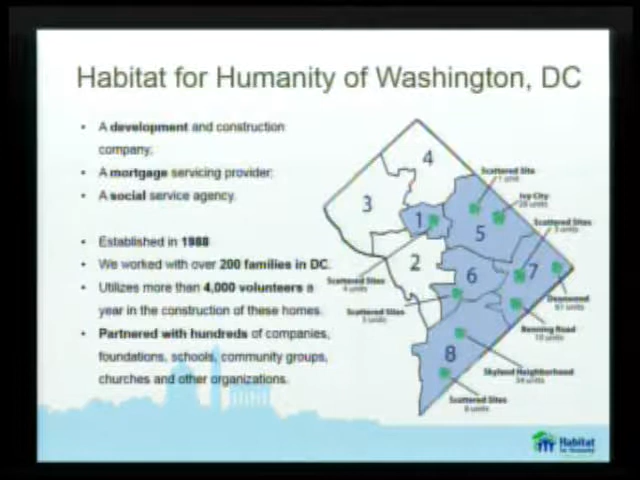 Habitat for Humanity of Washington, DC
• A development and construction
company;
• A mortgage servicing provider;
• A social service agency.
• Established in 1988
• We worked with over 200 families in DC.
• Utilizes more than 4,000 volunteers a
year in the construction of these homes.
• Partnered with hundreds of companies,
foundations, schools, community groups,
churches and other organizations.
4
3
1
5
2
6
7
8
Scattered Site
1 unit
Ivy City
Scattered Sites
Scattered Sites
Scattered Sites
Deanwood
Benning Road
Skyland Neighborhood
Scattered Sites
Habitat
for Humanity